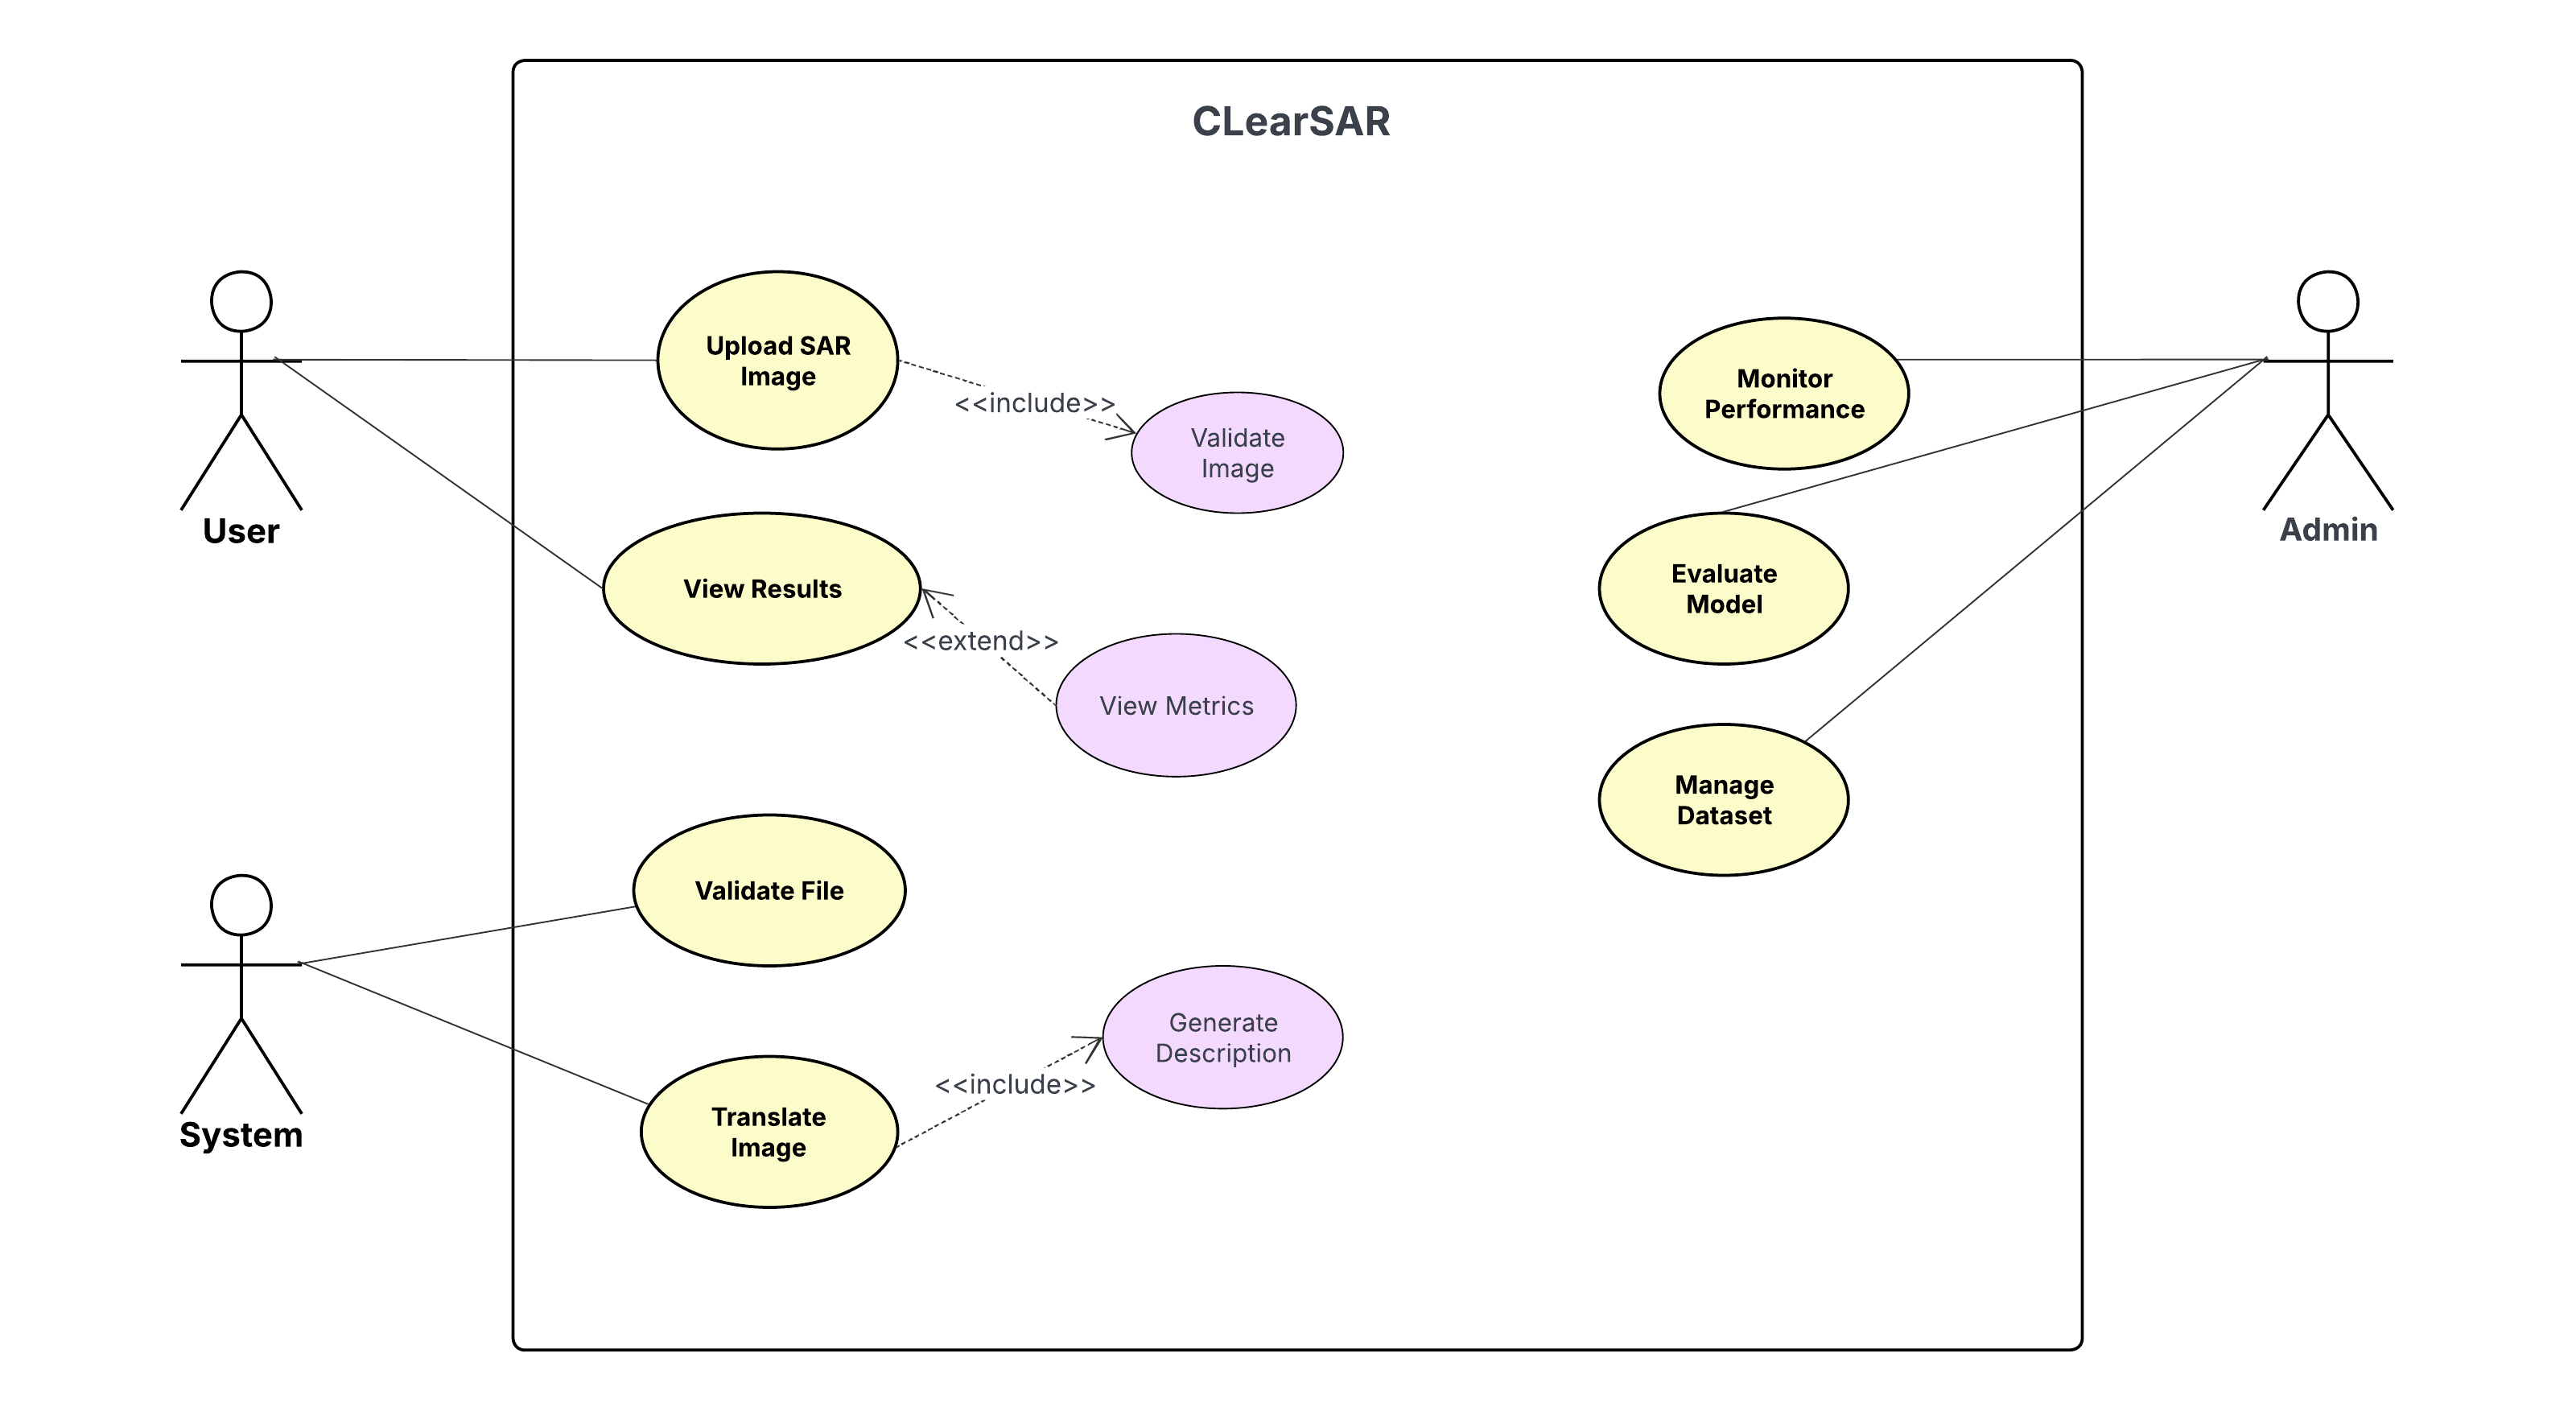 CLearSAR
Upload SAR
Image
<<include>>
Validate
Image
Monitor
Performance
User
Admin
View Results
<<extend>>
View Metrics
Evaluate
Model
Manage
Dataset
Validate File
System
Generate
Description
<<include>>
Translate
Image